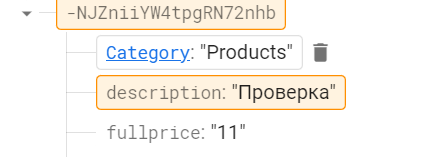 -NJZniiYW4tpgRN72nhb
Category: "Products"
description: "Проверка"
fullprice: "11"